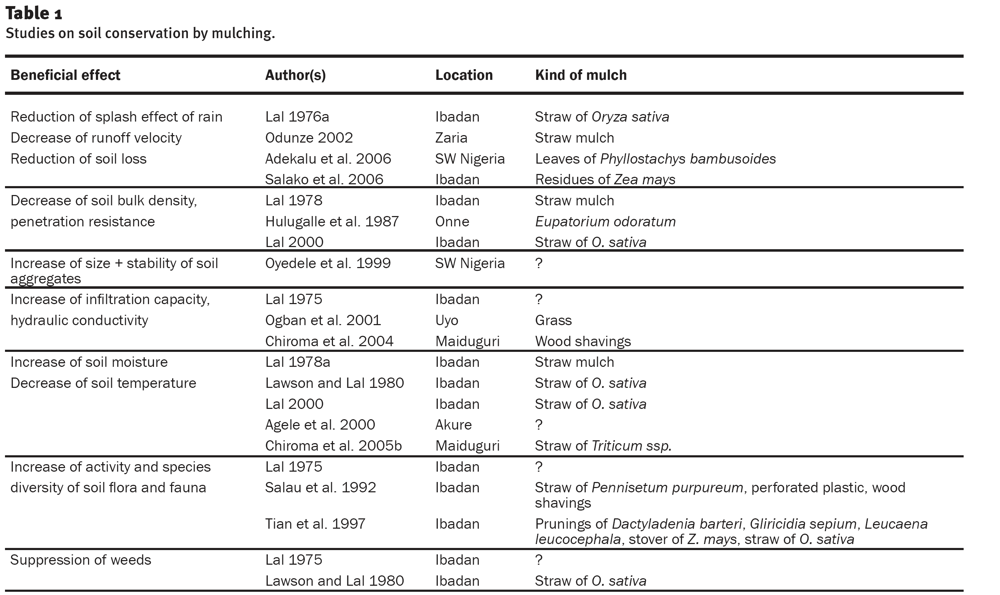 Table 1
Studies on soil conservation by mulching.
Beneficial effect Author(s) Location Kind of mulch
Reduction of splash effect of rain Lal 1976a Ibadan Straw of Oryza sativa
Decrease of runoff velocity Odunze 2002 Zaria Straw mulch
Reduction of soil loss Adekalu et al. 2006 SW Nigeria Leaves of Phyllostachys bambusoides
Salako et al. 2006 Ibadan Residues of Zea mays
Decrease of soil bulk density, Lal 1978 Ibadan Straw mulch
penetration resistance Hulugalle et al. 1987 Onne Eupatorium odoratum
Lal 2000 Ibadan Straw of O. sativa
Increase of size + stability of soil Oyedele et al. 1999 SW Nigeria ?
aggregates
Increase of infiltration capacity, Lal 1975 Ibadan ?
hydraulic conductivity Ogban et al. 2001 Uyo Grass
Chiroma et al. 2004 Maiduguri Wood shavings
Increase of soil moisture Lal 1978a Ibadan Straw mulch
Decrease of soil temperature Lawson and Lal 1980 Ibadan Straw of O. sativa
Lal 2000 Ibadan Straw of O. sativa
Agele et al. 2000 Akure ?
Chiroma et al. 2005b Maiduguri Straw of Triticum ssp.
Increase of activity and species Lal 1975 Ibadan ?
diversity of soil flora and fauna Salau et al. 1992 Ibadan Straw of Pennisetum purpureum, perforated plastic, wood
shavings
Tian et al. 1997 Ibadan Prunings of Dactyladenia barteri, Gliricidia sepium, Leucaena
leucocephala, stover of Z. mays, straw of O. sativa
Suppression of weeds Lal 1975 Ibadan ?
Lawson and Lal 1980 Ibadan Straw of O. sativa